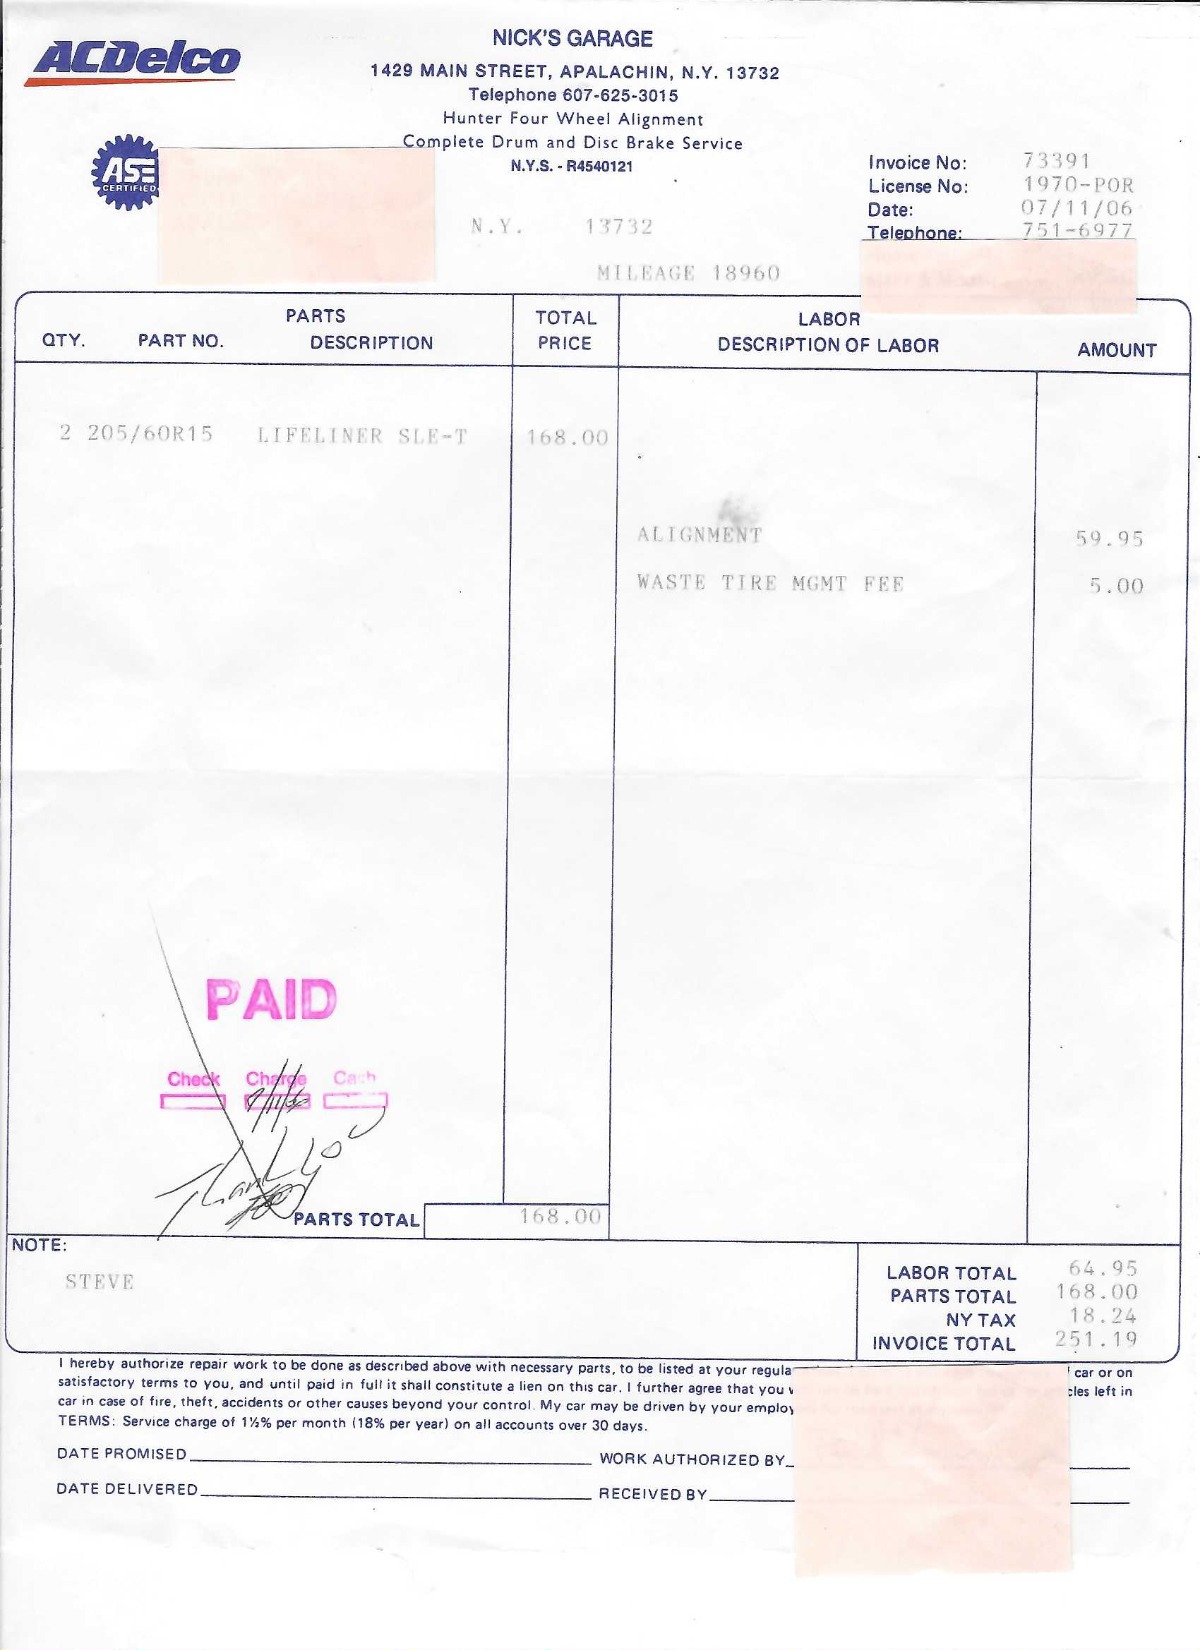 ACDelco
NICK'S GARAGE
1429 MAIN STREET, APALACHIN, N.Y. 13732
Telephone 607-625-3015
Hunter Four Wheel Alignment
Complete Drum and Disc Brake Service
N.Y.S. - R4540121
ASE
CERTIFIED
Invoice No: 73391
License No: 1970-POR
Date: 07/11/06
Telephone: 751-6977
N.Y. 13732
MILEAGE 18960
PARTS TOTAL LABOR
QTY. PART NO. DESCRIPTION PRICE DESCRIPTION OF LABOR AMOUNT
2 205/60R15 LIFELINER SLE-T 168.00
ALIGNMENT 59.95
WASTE TIRE MGMT FEE 5.00
PAID
Check Charge Cash
Thank You
PARTS TOTAL 168.00
NOTE:
STEVE
LABOR TOTAL 64.95
PARTS TOTAL 168.00
NY TAX 18.24
INVOICE TOTAL 251.19
I hereby authorize repair work to be done as described above with necessary parts, to be listed at your regula car or on
satisfactory terms to you, and until paid in full it shall constitute a lien on this car. I further agree that you cles left in
car in case of fire, theft, accidents or other causes beyond your control. My car may be driven by your employ
TERMS: Service charge of 1½% per month (18% per year) on all accounts over 30 days.
DATE PROMISED WORK AUTHORIZED BY
DATE DELIVERED RECEIVED BY